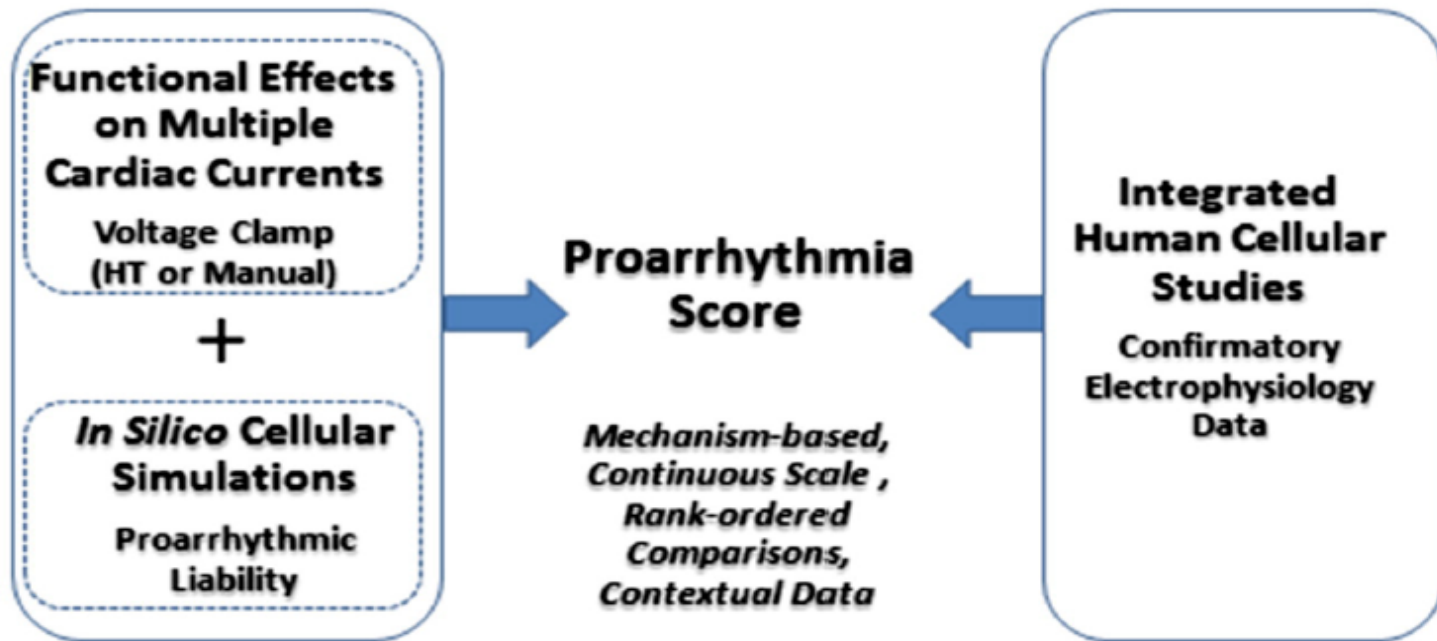 Functional Effects
on Multiple
Cardiac Currents
Voltage Clamp
(HT or Manual)
+
In Silico Cellular
Simulations
Proarrhythmic
Liability
Proarrhythmia
Score
Mechanism-based,
Continuous Scale ,
Rank-ordered
Comparisons,
Contextual Data
Integrated
Human Cellular
Studies
Confirmatory
Electrophysiology
Data